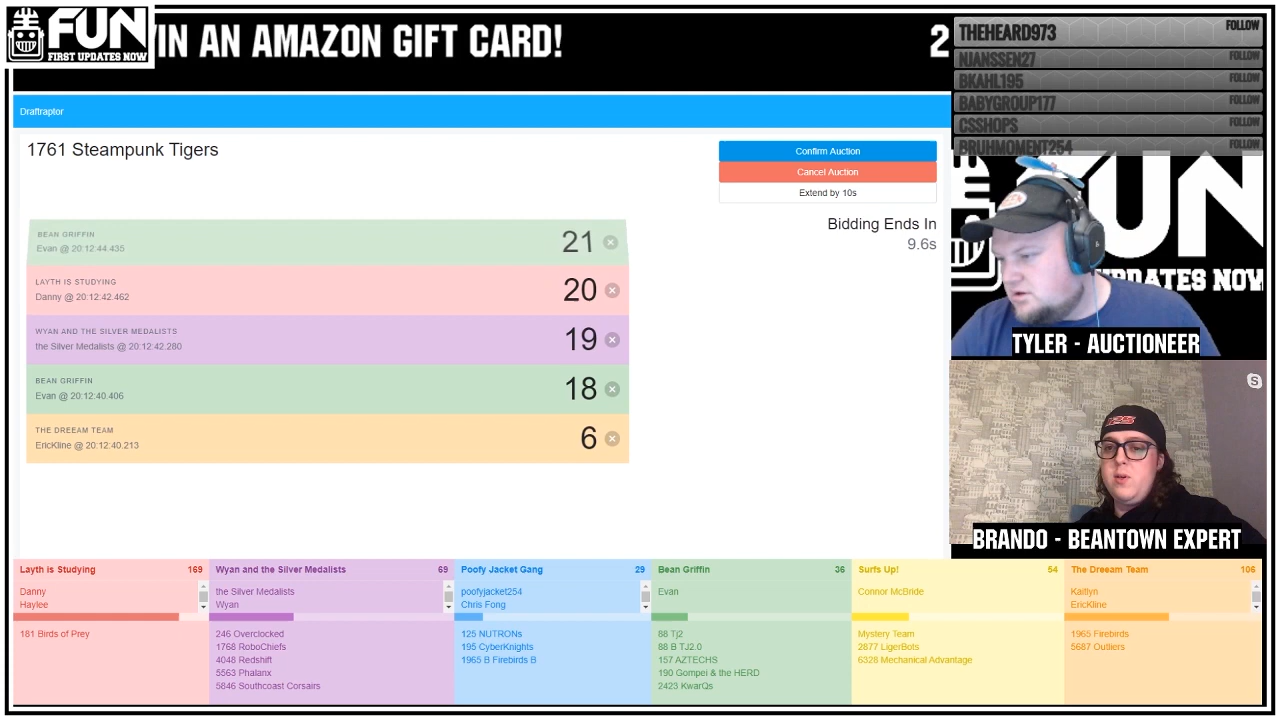 FUN
FIRST UPDATES NOW
IN AN AMAZON GIFT CARD!
2
THEHEARD973
FOLLOW
NJANSSEN27
FOLLOW
BKAHL195
FOLLOW
BABYGROUP177
FOLLOW
CSSHOPS
FOLLOW
BRUHMOMENT254
FOLLOW
Draftraptor
1761 Steampunk Tigers
Confirm Auction
Cancel Auction
Extend by 10s
Bidding Ends In
9.6s
BEAN GRIFFIN
Evan @ 20:12:44.435
21
LAYTH IS STUDYING
Danny @ 20:12:42.462
20
WYAN AND THE SILVER MEDALISTS
the Silver Medalists @ 20:12:42.280
19
BEAN GRIFFIN
Evan @ 20:12:40.406
18
THE DREEAM TEAM
EricKline @ 20:12:40.213
6
UN
UPDATES NOW
TYLER - AUCTIONEER
BRANDO - BEANTOWN EXPERT
Layth is Studying 169
Danny
Haylee
181 Birds of Prey
Wyan and the Silver Medalists 69
the Silver Medalists
Wyan
246 Overclocked
1768 RoboChiefs
4048 Redshift
5563 Phalanx
5846 Southcoast Corsairs
Poofy Jacket Gang 29
poofyjacket254
Chris Fong
125 NUTRONs
195 CyberKnights
1965 B Firebirds B
Bean Griffin 36
Evan
88 Tj2
88 B TJ2.0
157 AZTECHS
190 Gompei & the HERD
2423 KwarQs
Surfs Up! 54
Connor McBride
Mystery Team
2877 LigerBots
6328 Mechanical Advantage
The Dreeam Team 106
Kaitlyn
EricKline
1965 Firebirds
5687 Outliers